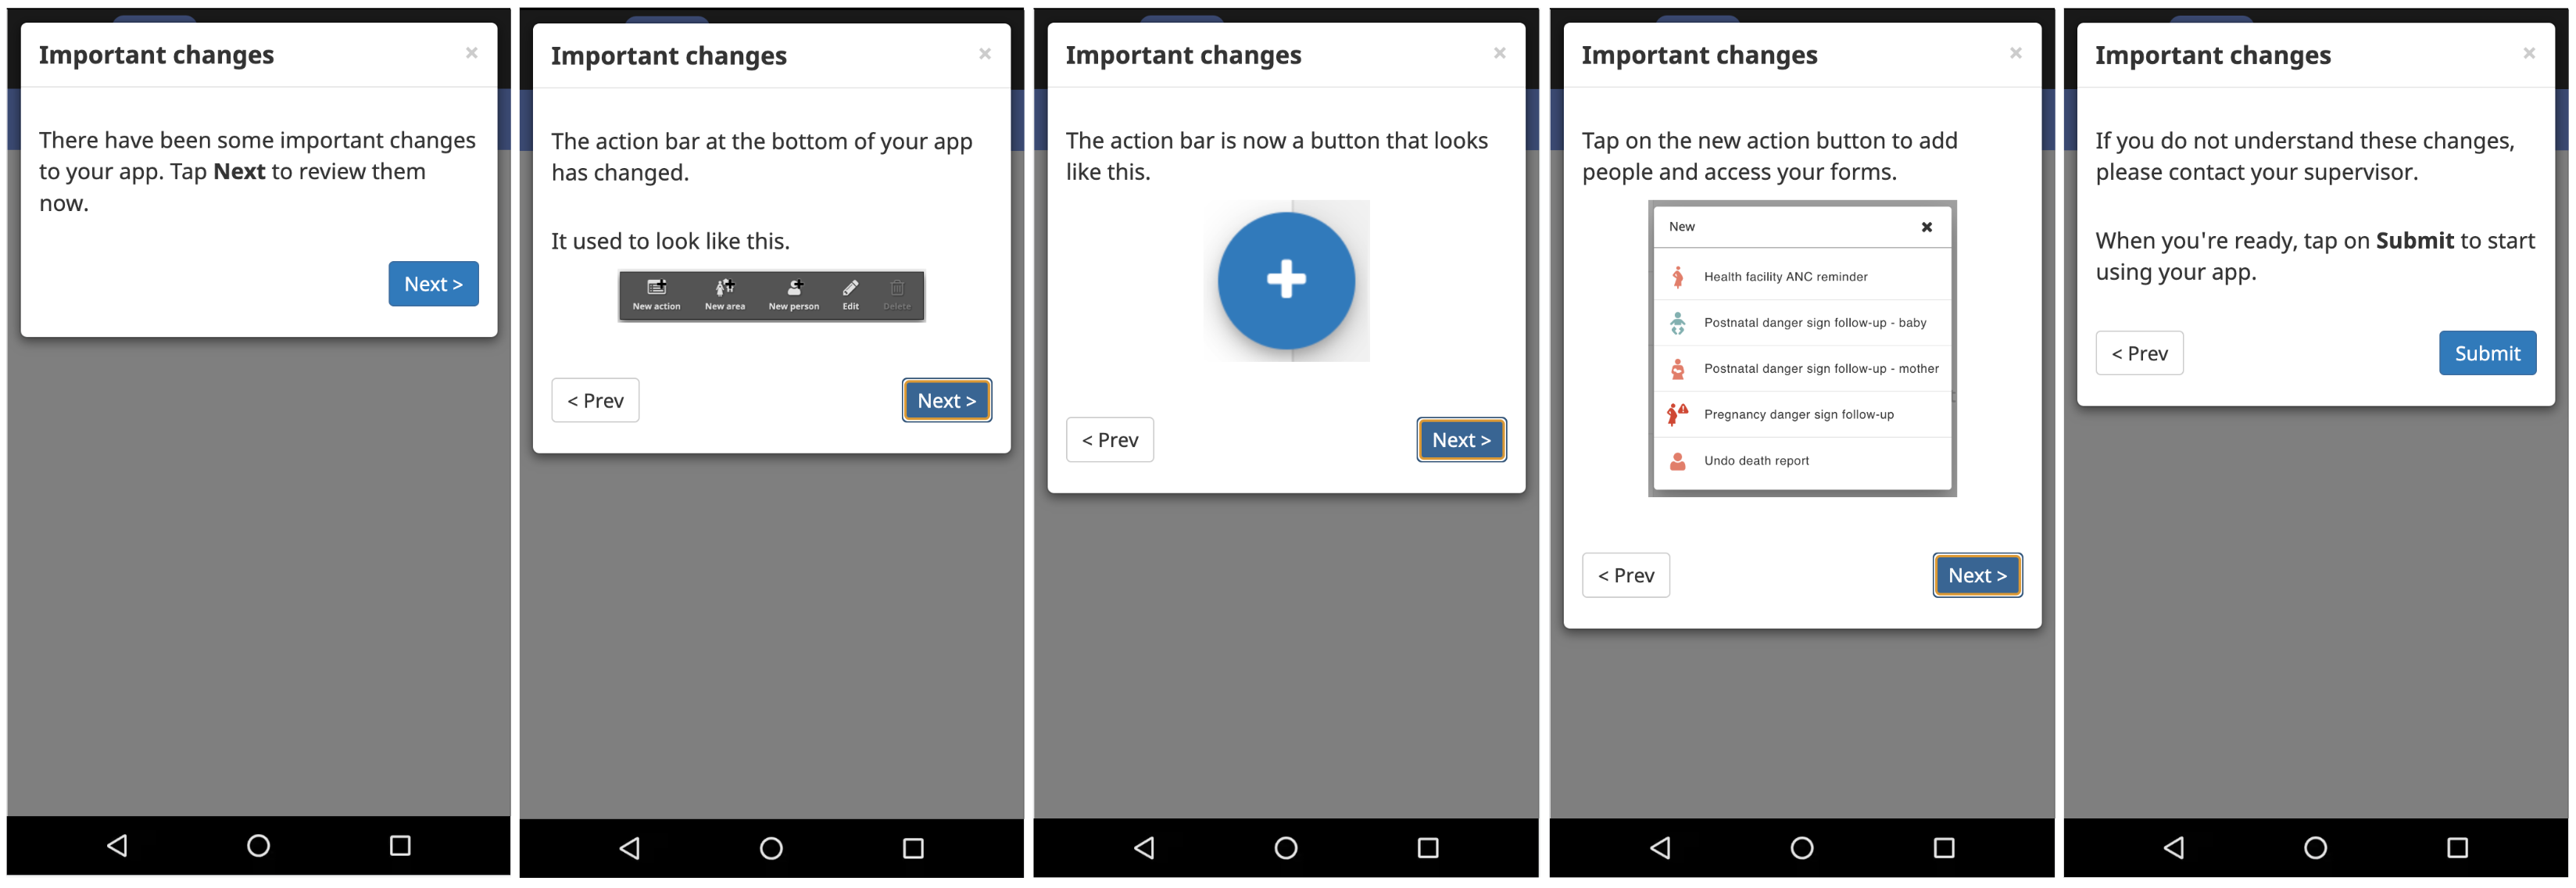 Important changes ×
There have been some important changes
to your app. Tap Next to review them
now.
Next >
Important changes ×
The action bar at the bottom of your app
has changed.
It used to look like this.
New action New area New person Edit Delete
< Prev Next >
Important changes ×
The action bar is now a button that looks
like this.
< Prev Next >
Important changes ×
Tap on the new action button to add
people and access your forms.
New
Health facility ANC reminder
Postnatal danger sign follow-up - baby
Postnatal danger sign follow-up - mother
Pregnancy danger sign follow-up
Undo death report
< Prev Next >
Important changes ×
If you do not understand these changes,
please contact your supervisor.
When you're ready, tap on Submit to start
using your app.
< Prev Submit